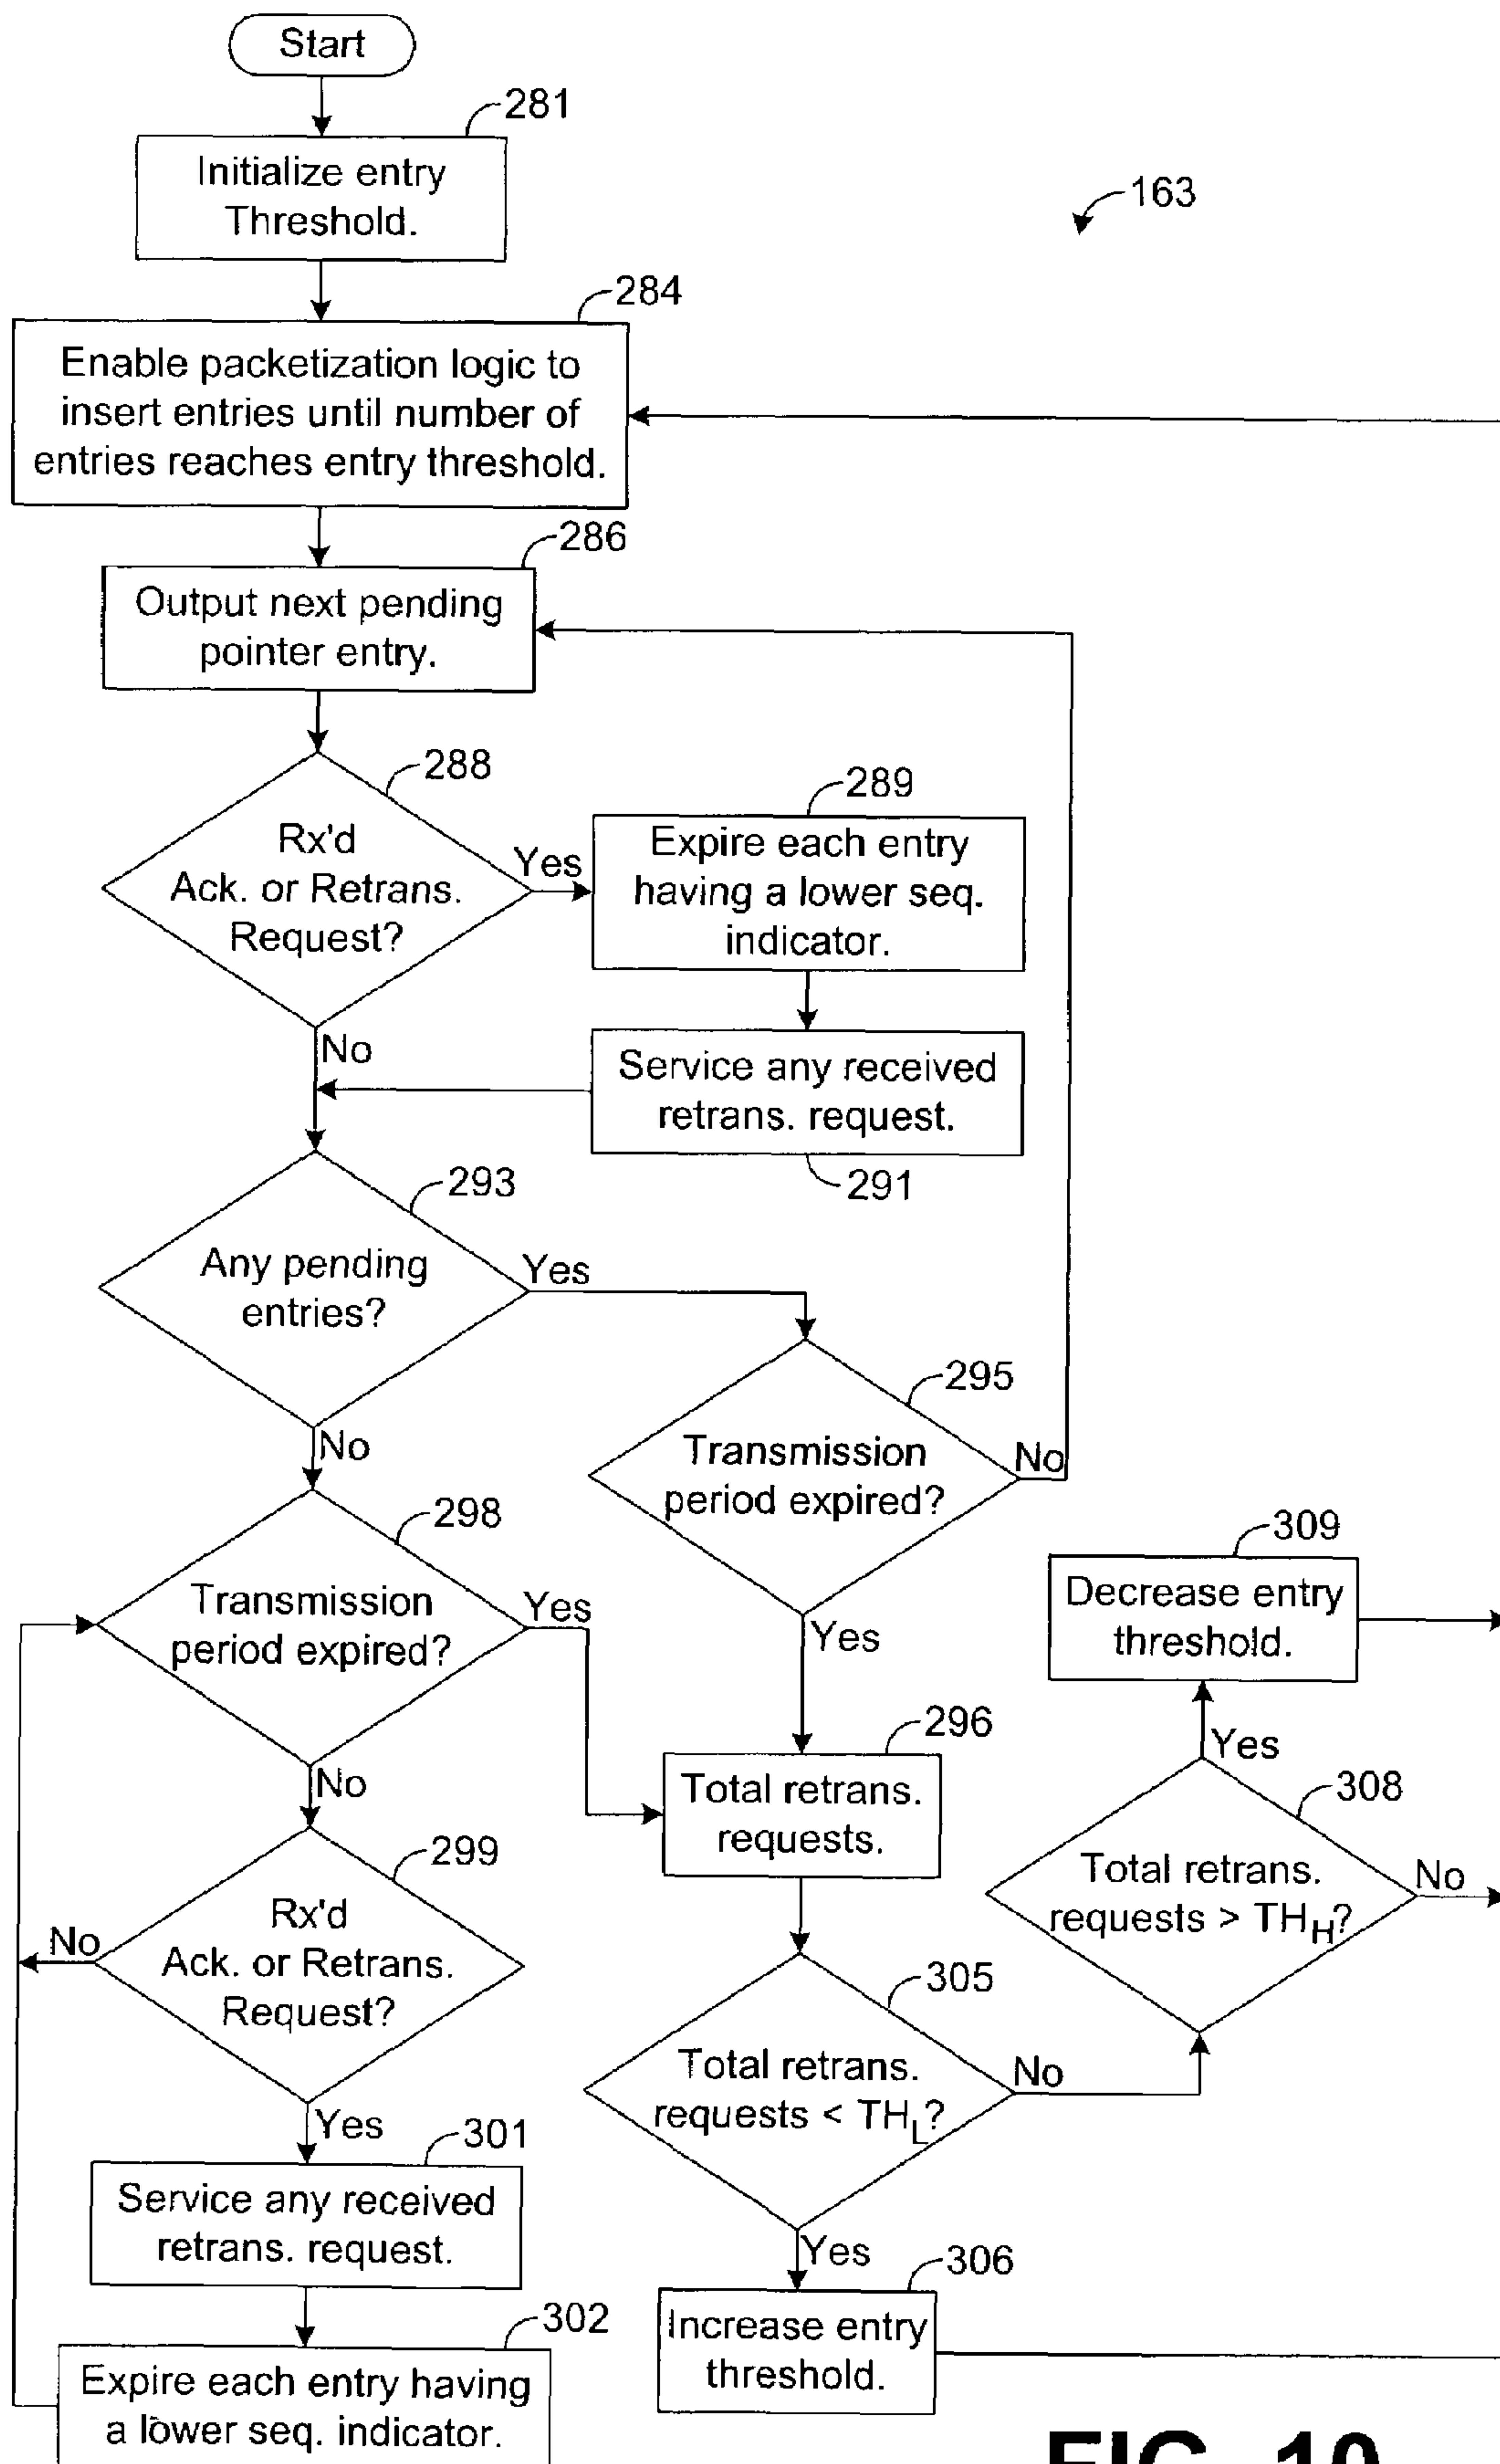 Start
281
Initialize entry
Threshold.
163
284
Enable packetization logic to
insert entries until number of
entries reaches entry threshold.
286
Output next pending
pointer entry.
288
Rx'd
Ack. or Retrans.
Request?
Yes
No
289
Expire each entry
having a lower seq.
indicator.
Service any received
retrans. request.
291
293
Any pending
entries?
Yes
No
295
Transmission
period expired?
No
Yes
298
Transmission
period expired?
Yes
No
309
Decrease entry
threshold.
296
Total retrans.
requests.
Yes
308
Total retrans.
requests > THH?
No
299
Rx'd
Ack. or Retrans.
Request?
No
Yes
305
Total retrans.
requests < THL?
No
Yes
301
Service any received
retrans. request.
302
Expire each entry having
a lower seq. indicator.
306
Increase entry
threshold.
FIG. 10